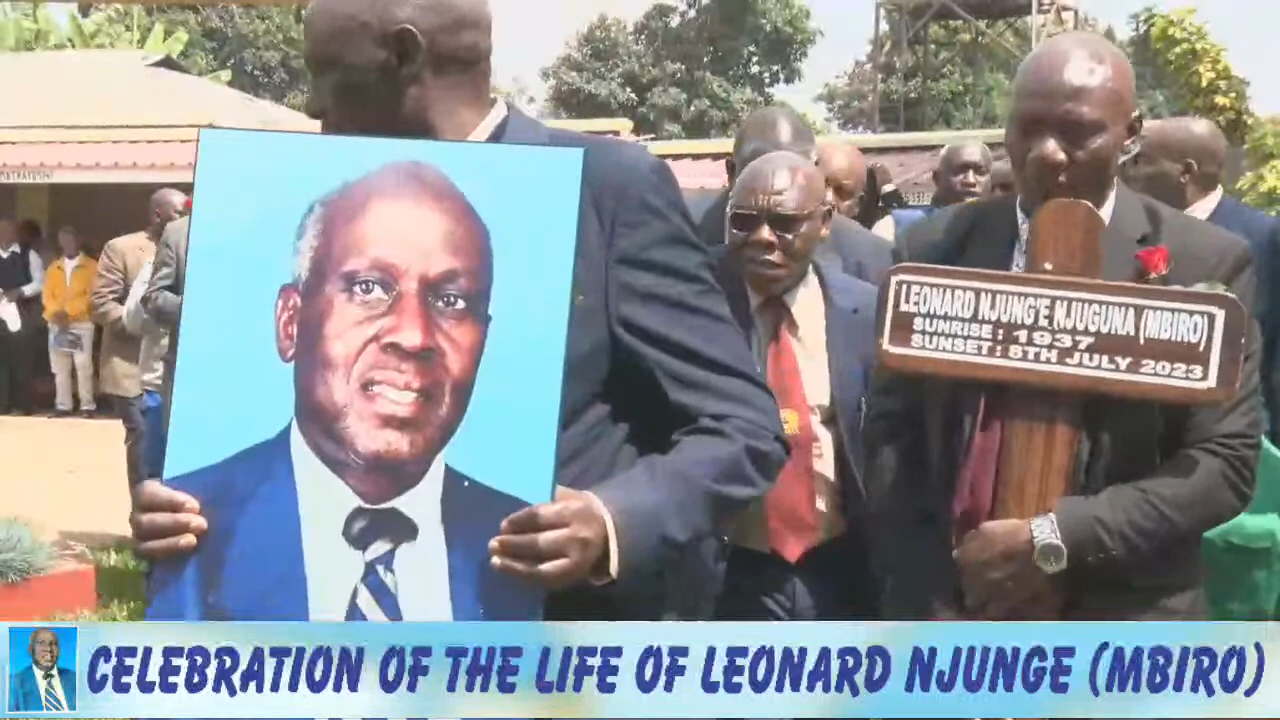 LEONARD NJUNG'E NJUGUNA (MBIRO)
SUNRISE : 1937
SUNSET : 8TH JULY 2023
CELEBRATION OF THE LIFE OF LEONARD NJUNGE (MBIRO)